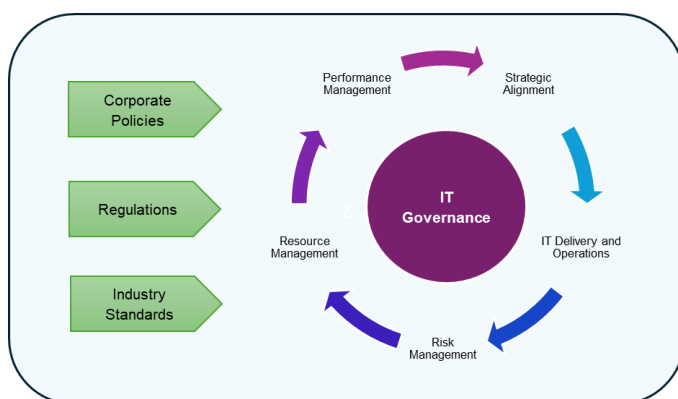 Corporate
Policies
Regulations
Industry
Standards
Performance
Management
Strategic
Alignment
IT
Governance
Z
Resource
Management
IT Delivery and
Operations
Risk
Management